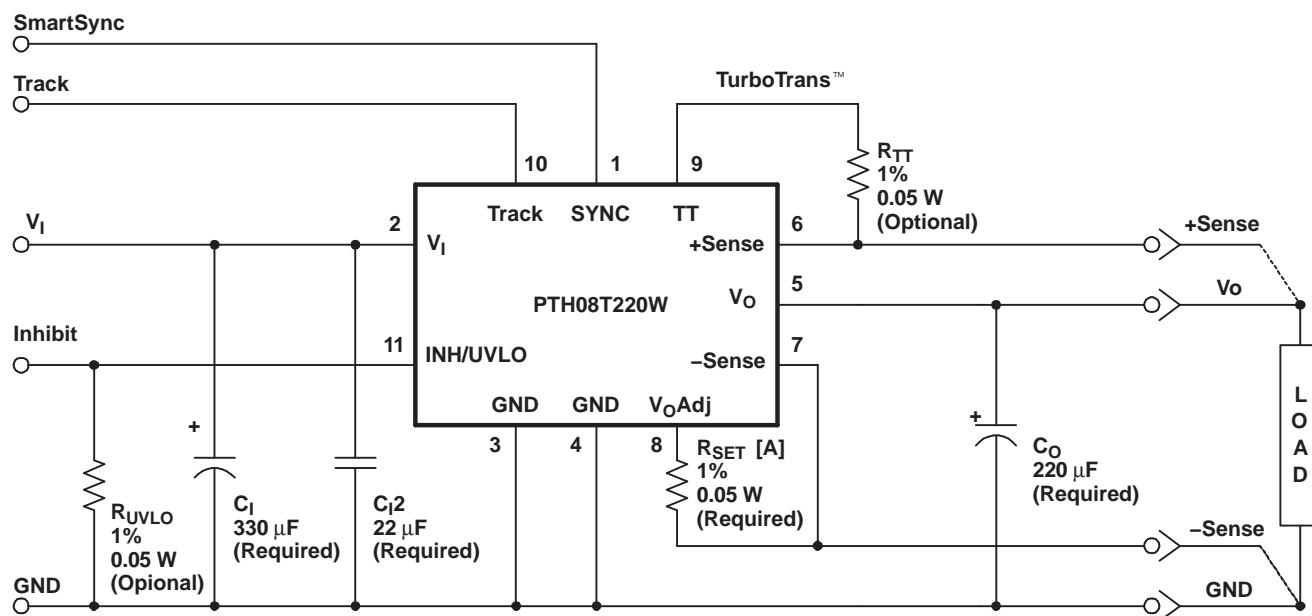 SmartSync
Track
TurboTrans™
10
1
9
R_TT
1%
0.05 W
(Optional)
Track
SYNC
TT
V_I
2
V_I
+Sense
6
+Sense
PTH08T220W
V_O
5
Vo
Inhibit
11
INH/UVLO
–Sense
7
GND
GND
V_OAdj
3
4
8
R_SET [A]
1%
0.05 W
(Required)
+
+
C_O
220 µF
(Required)
L
O
A
D
R_UVLO
1%
0.05 W
(Opional)
C_I
330 µF
(Required)
C_I2
22 µF
(Required)
–Sense
GND
GND